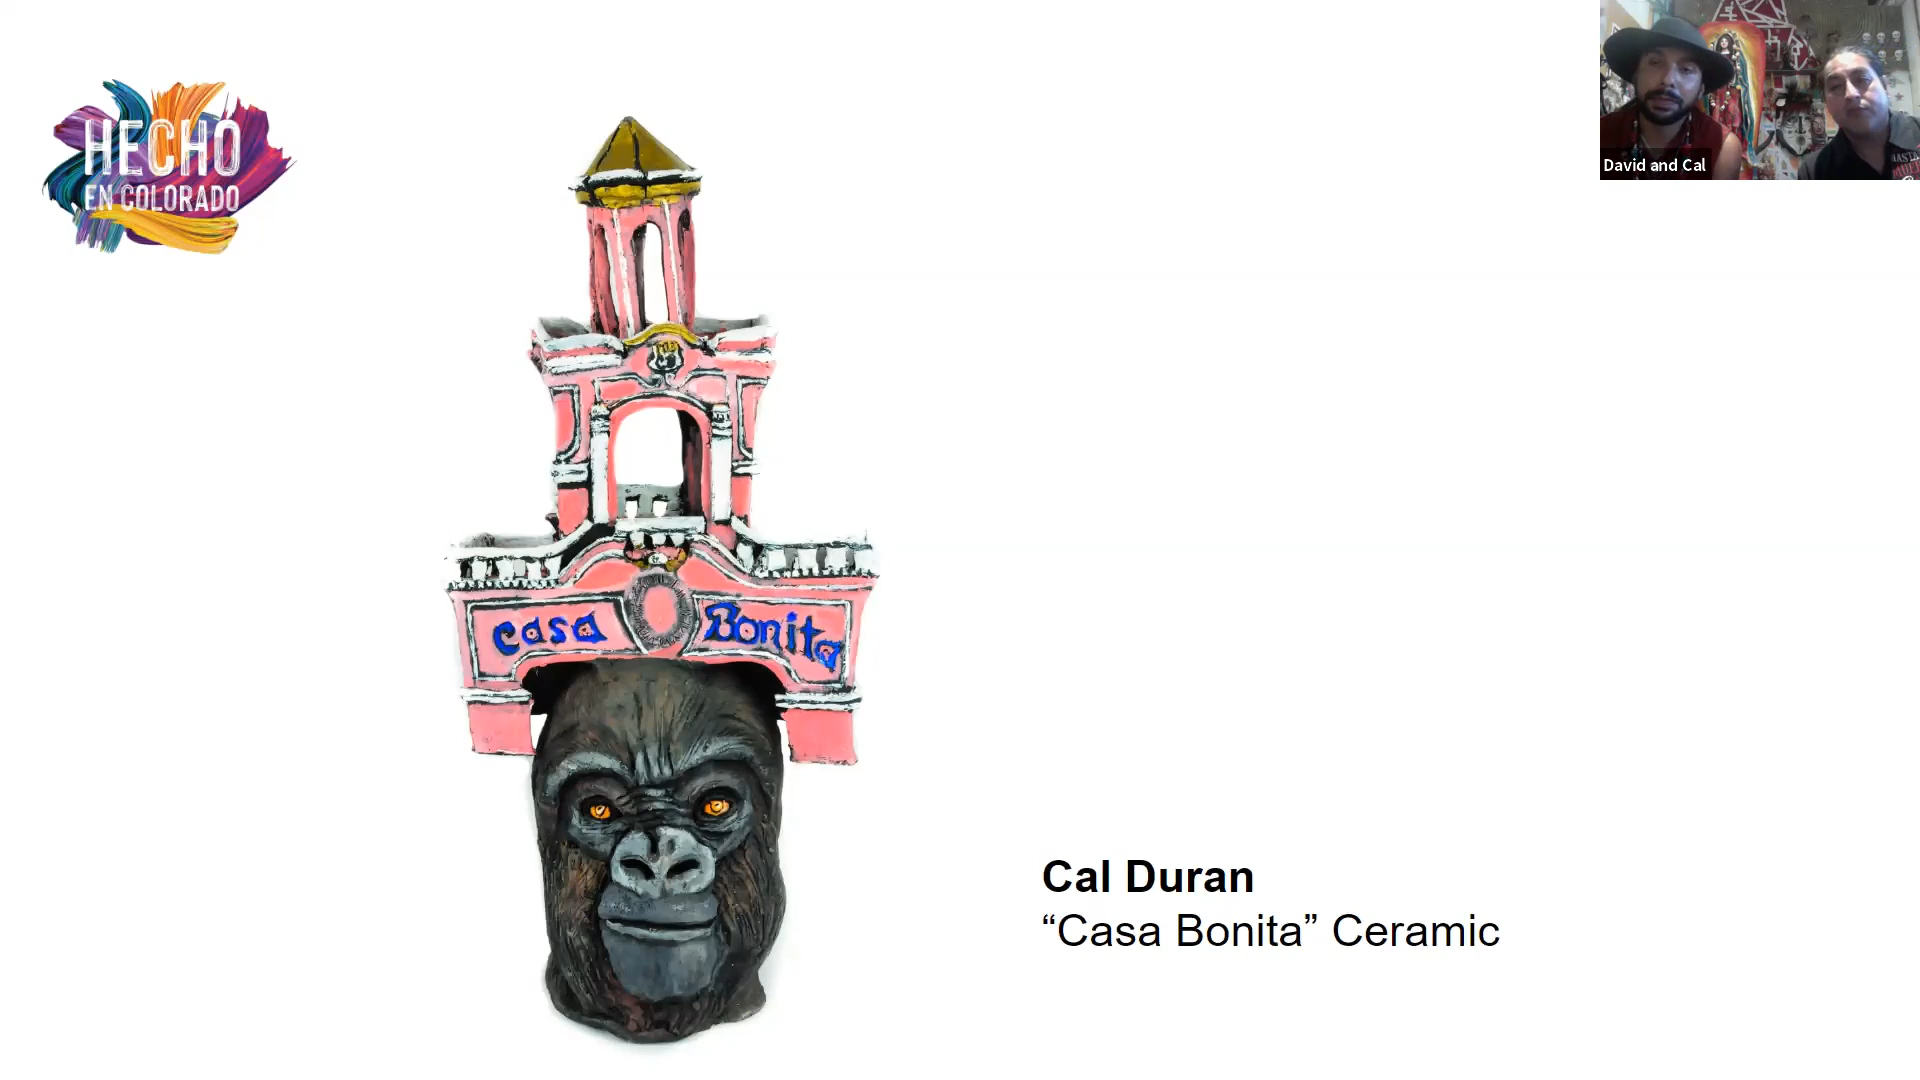 HECHO
EN COLORADO
David and Cal
casa Bonita
Cal Duran
“Casa Bonita” Ceramic